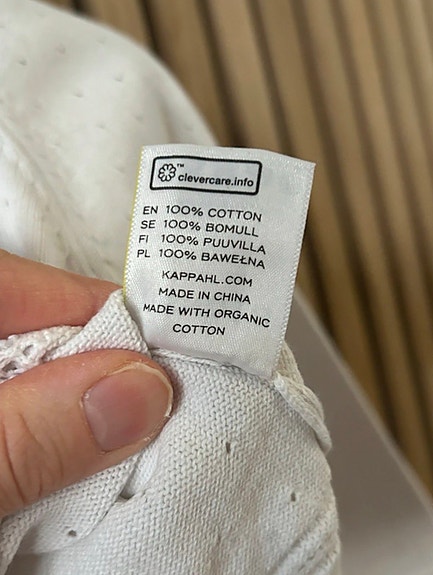 ™
clevercare.info
EN 100% COTTON
SE 100% BOMULL
FI 100% PUUVILLA
PL 100% BAWEŁNA
KAPPAHL.COM
MADE IN CHINA
MADE WITH ORGANIC
COTTON